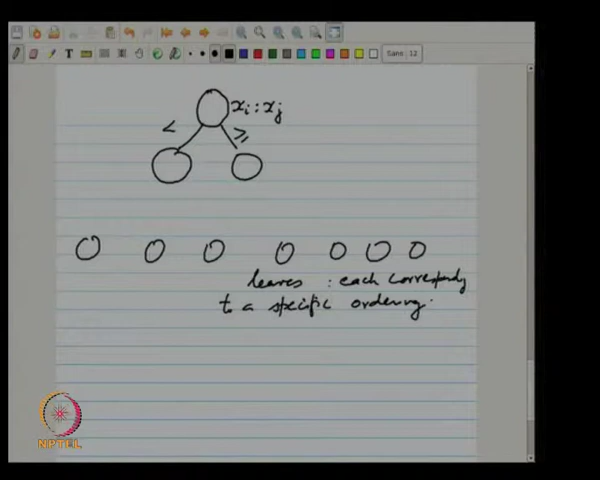 T
Sans 12
xi : xj
< ≥
leaves : each corresponds
to a specific ordering.
NPTEL